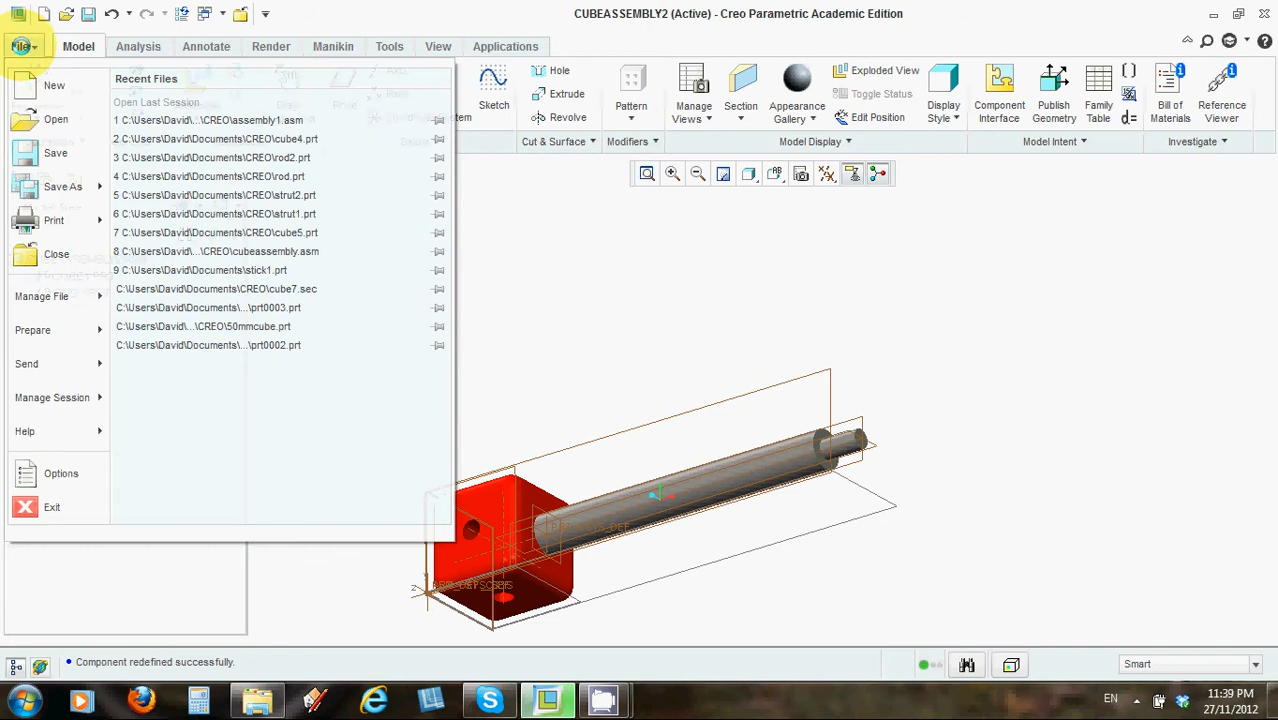 CUBEASSEMBLY2 (Active) - Creo Parametric Academic Edition
File Model Analysis Annotate Render Manikin Tools View Applications
New
Open
Save
Save As
Print
Close
Manage File
Prepare
Send
Manage Session
Help
Options
Exit
Recent Files
Open Last Session
1 C:\Users\David\...\CREO\assembly1.asm
2 C:\Users\David\Documents\CREO\cube4.prt
3 C:\Users\David\Documents\CREO\rod2.prt
4 C:\Users\David\Documents\CREO\rod.prt
5 C:\Users\David\Documents\CREO\strut2.prt
6 C:\Users\David\Documents\CREO\strut1.prt
7 C:\Users\David\Documents\CREO\cube5.prt
8 C:\Users\David\...\CREO\cubeassembly.asm
9 C:\Users\David\Documents\stick1.prt
C:\Users\David\Documents\CREO\cube7.sec
C:\Users\David\Documents\...\prt0003.prt
C:\Users\David\...\CREO\50mmcube.prt
C:\Users\David\Documents\...\prt0002.prt
Sketch
Hole
Extrude
Revolve
Cut & Surface
Pattern
Modifiers
Manage Views
Section
Appearance Gallery
Exploded View
Toggle Status
Edit Position
Display Style
Model Display
Component Interface
Publish Geometry
Family Table
Model Intent
Bill of Materials
Reference Viewer
Investigate
Component redefined successfully.
Smart
EN
11:39 PM
27/11/2012